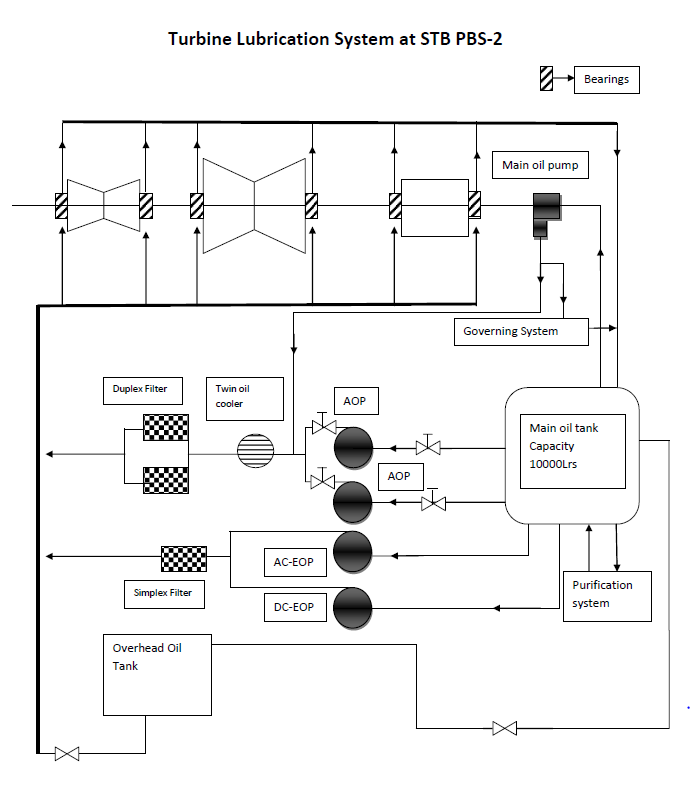 Turbine Lubrication System at STB PBS-2
Bearings
Main oil pump
Governing System
Duplex Filter
Twin oil
cooler
AOP
Main oil tank
Capacity
10000Lrs
AOP
AC-EOP
Simplex Filter
DC-EOP
Purification
system
Overhead Oil
Tank